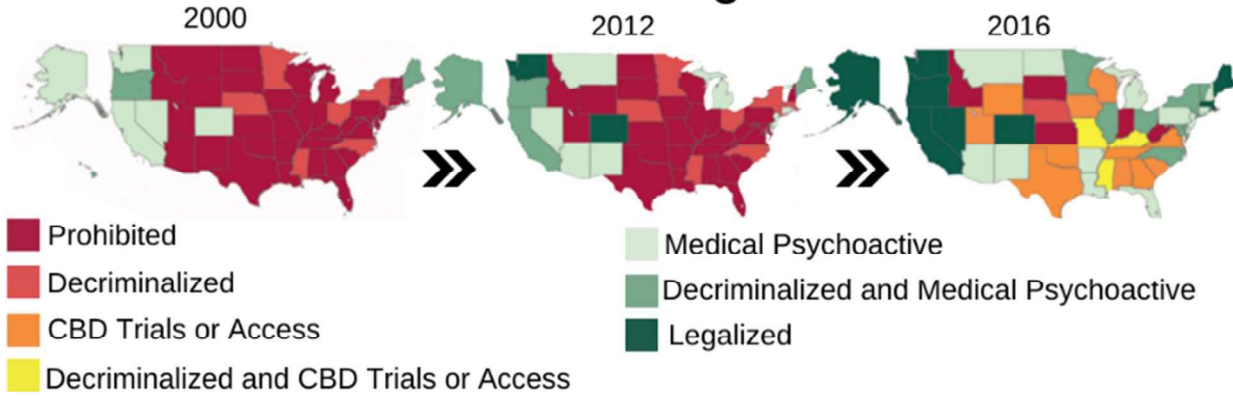 2000
2012
2016
Prohibited
Decriminalized
CBD Trials or Access
Decriminalized and CBD Trials or Access
Medical Psychoactive
Decriminalized and Medical Psychoactive
Legalized